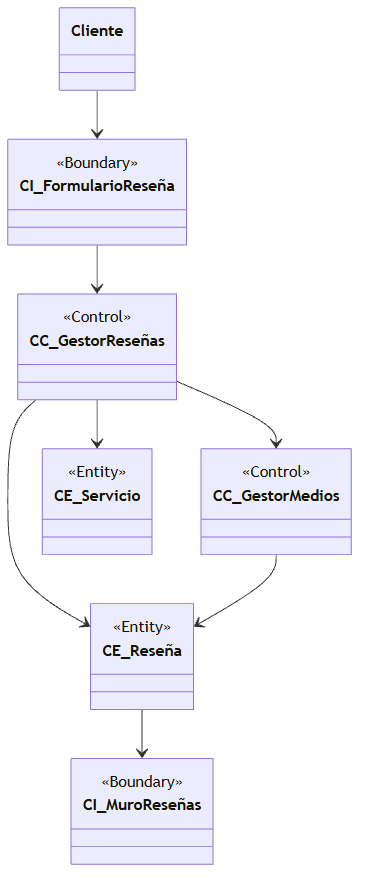 Cliente
«Boundary»
CI_FormularioReseña
«Control»
CC_GestorReseñas
«Entity»
CE_Servicio
«Control»
CC_GestorMedios
«Entity»
CE_Reseña
«Boundary»
CI_MuroReseñas